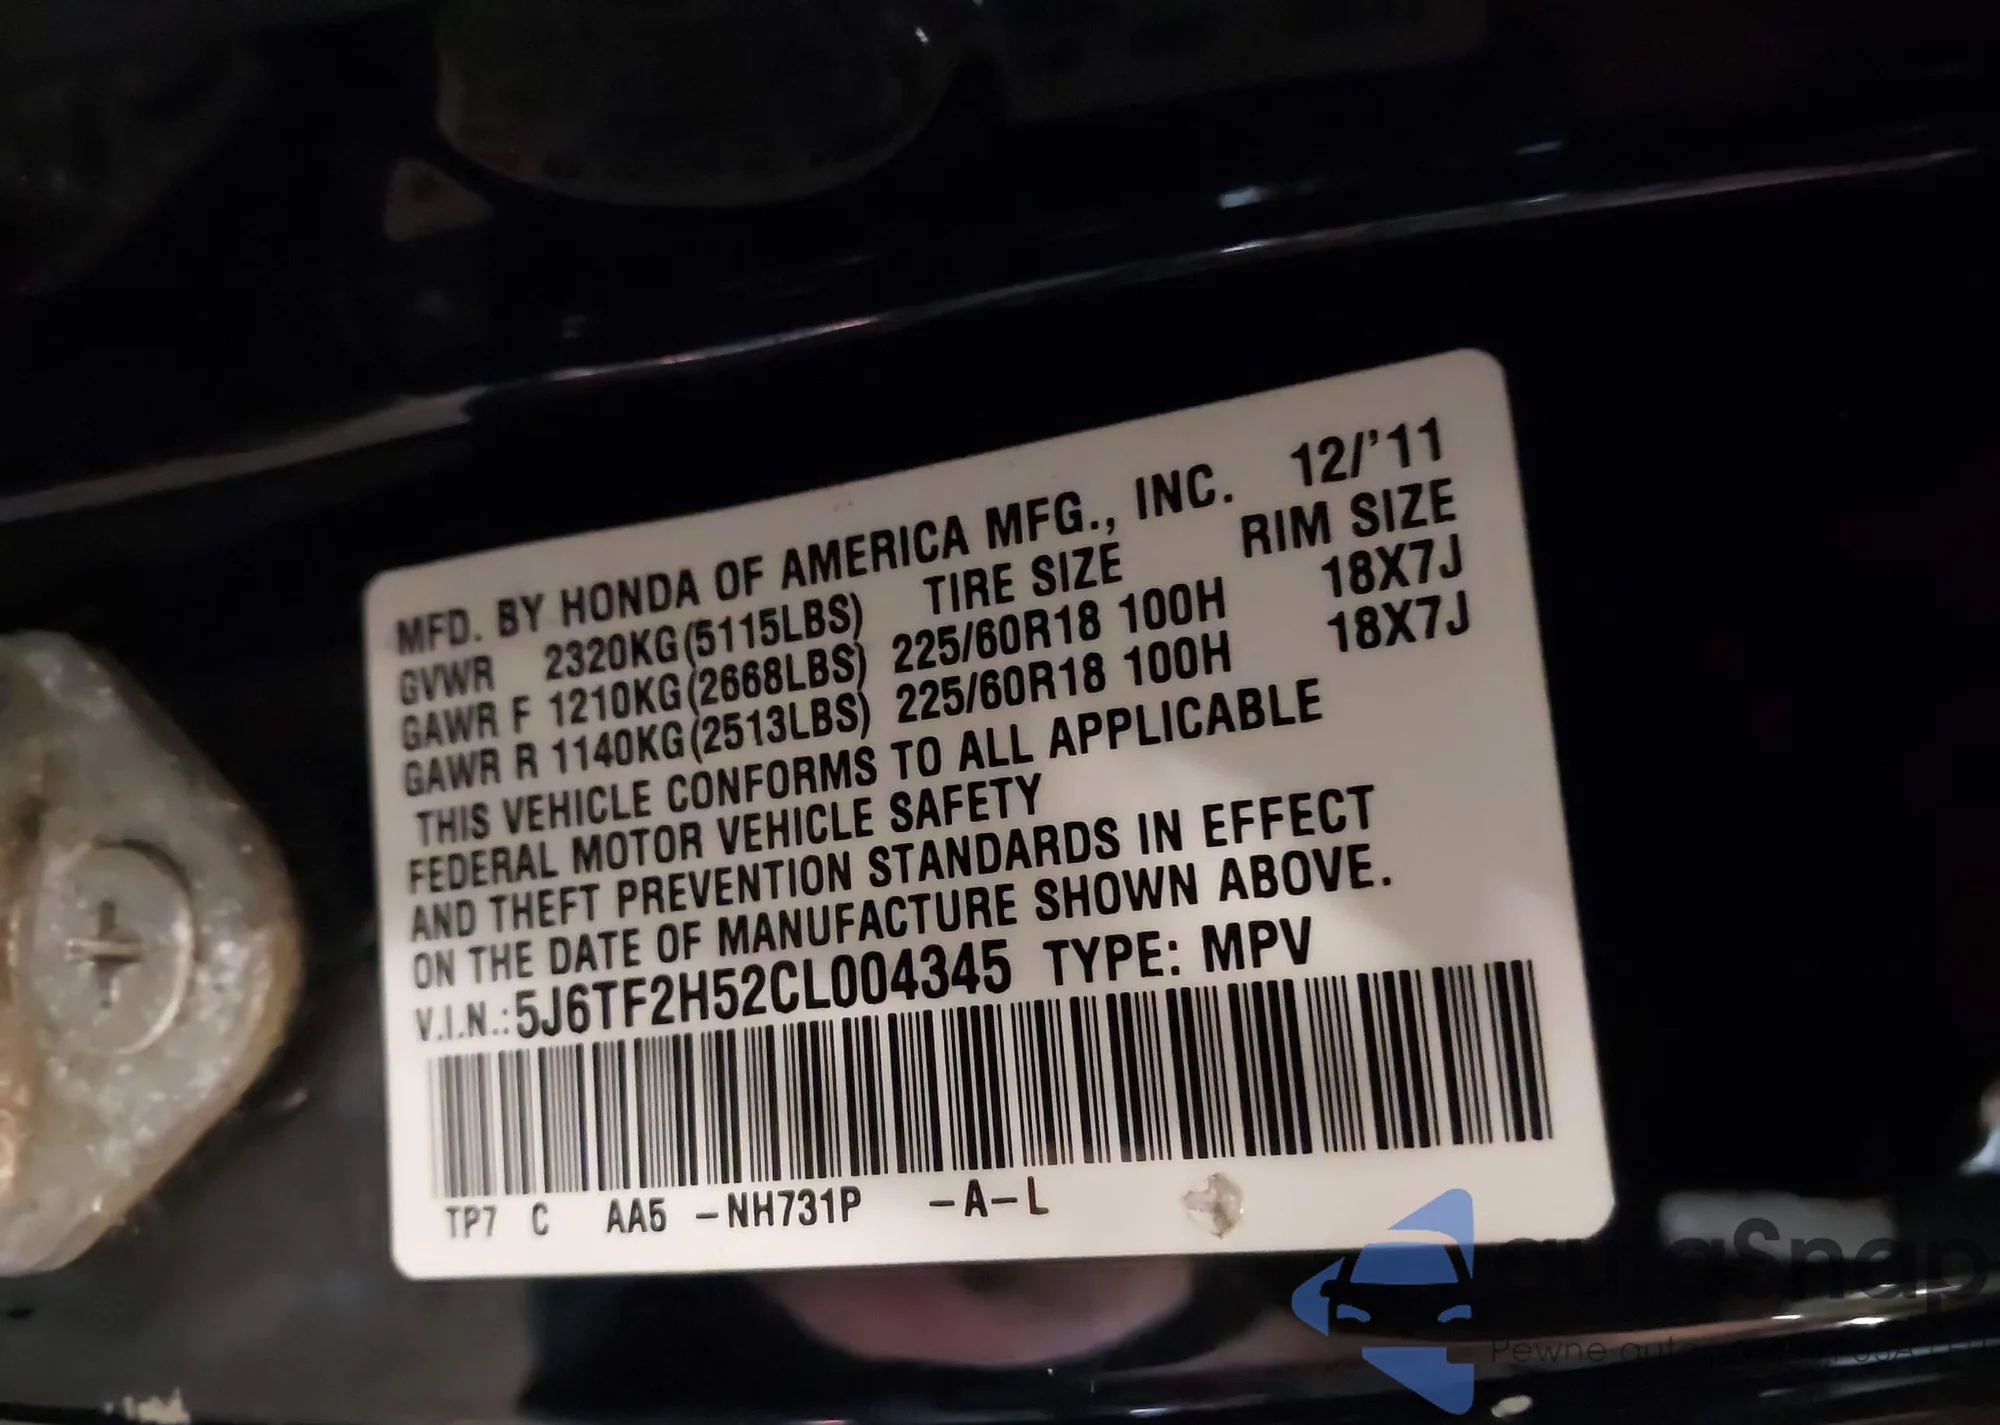 MFD. BY HONDA OF AMERICA MFG., INC. 12/'11
GVWR 2320KG(5115LBS) TIRE SIZE RIM SIZE
GAWR F 1210KG(2668LBS) 225/60R18 100H 18X7J
GAWR R 1140KG(2513LBS) 225/60R18 100H 18X7J
THIS VEHICLE CONFORMS TO ALL APPLICABLE
FEDERAL MOTOR VEHICLE SAFETY
AND THEFT PREVENTION STANDARDS IN EFFECT
ON THE DATE OF MANUFACTURE SHOWN ABOVE.
V.I.N.:5J6TF2H52CL004345 TYPE: MPV
TP7 C AA5 -NH731P -A-L
autoSnap
Pewne